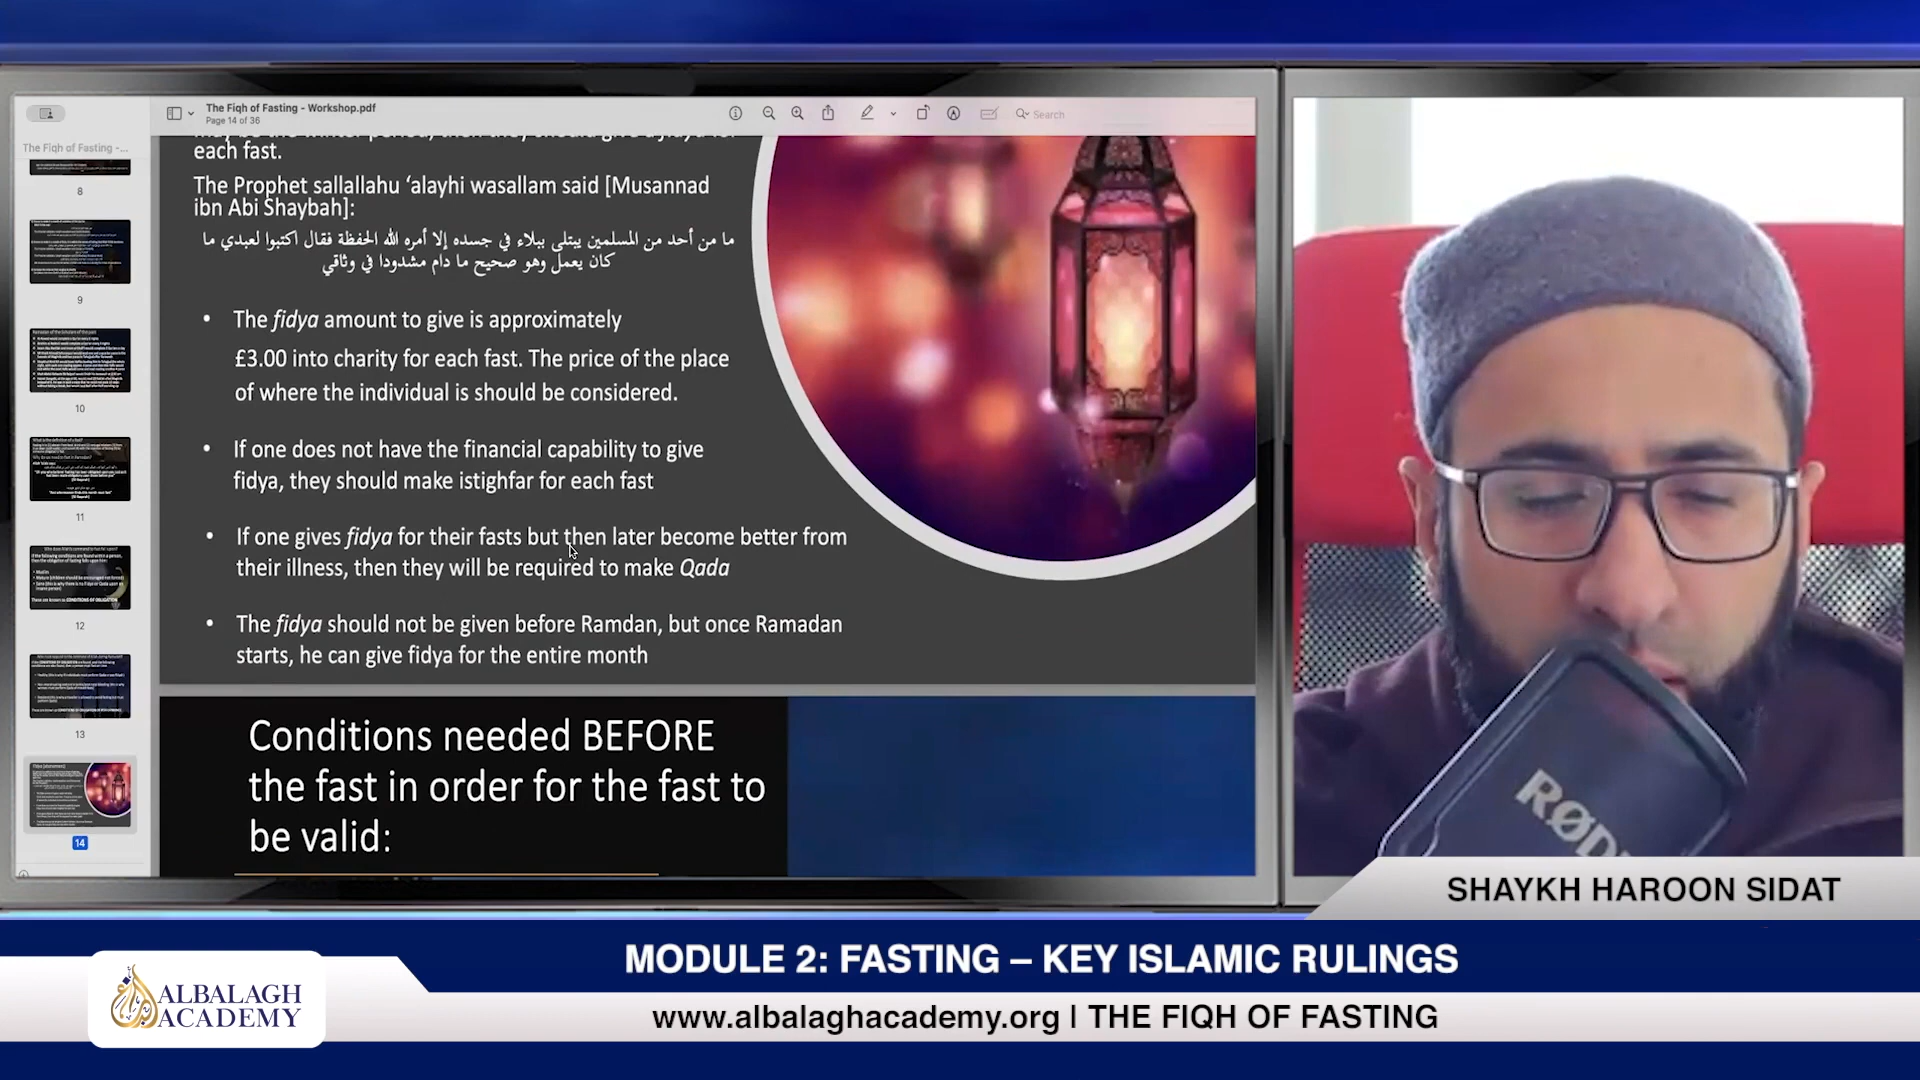 The Fiqh of Fasting - Workshop.pdf
Page 14 of 36
Search
The Fiqh of Fasting -...
8
9
10
11
12
13
14
each fast.
The Prophet sallallahu ‘alayhi wasallam said [Musannad
ibn Abi Shaybah]:
ما من أحد من المسلمين يبتلى ببلاء في جسده إلا أمره الله الحفظة فقال اكتبوا لعبدي ما
كان يعمل وهو صحيح ما دام مشدودا في وثاقي
• The fidya amount to give is approximately
£3.00 into charity for each fast. The price of the place
of where the individual is should be considered.
• If one does not have the financial capability to give
fidya, they should make istighfar for each fast
• If one gives fidya for their fasts but then later become better from
their illness, then they will be required to make Qada
• The fidya should not be given before Ramdan, but once Ramadan
starts, he can give fidya for the entire month
Conditions needed BEFORE
the fast in order for the fast to
be valid:
RØD
SHAYKH HAROON SIDAT
MODULE 2: FASTING – KEY ISLAMIC RULINGS
ALBALAGH
ACADEMY
www.albalaghacademy.org | THE FIQH OF FASTING